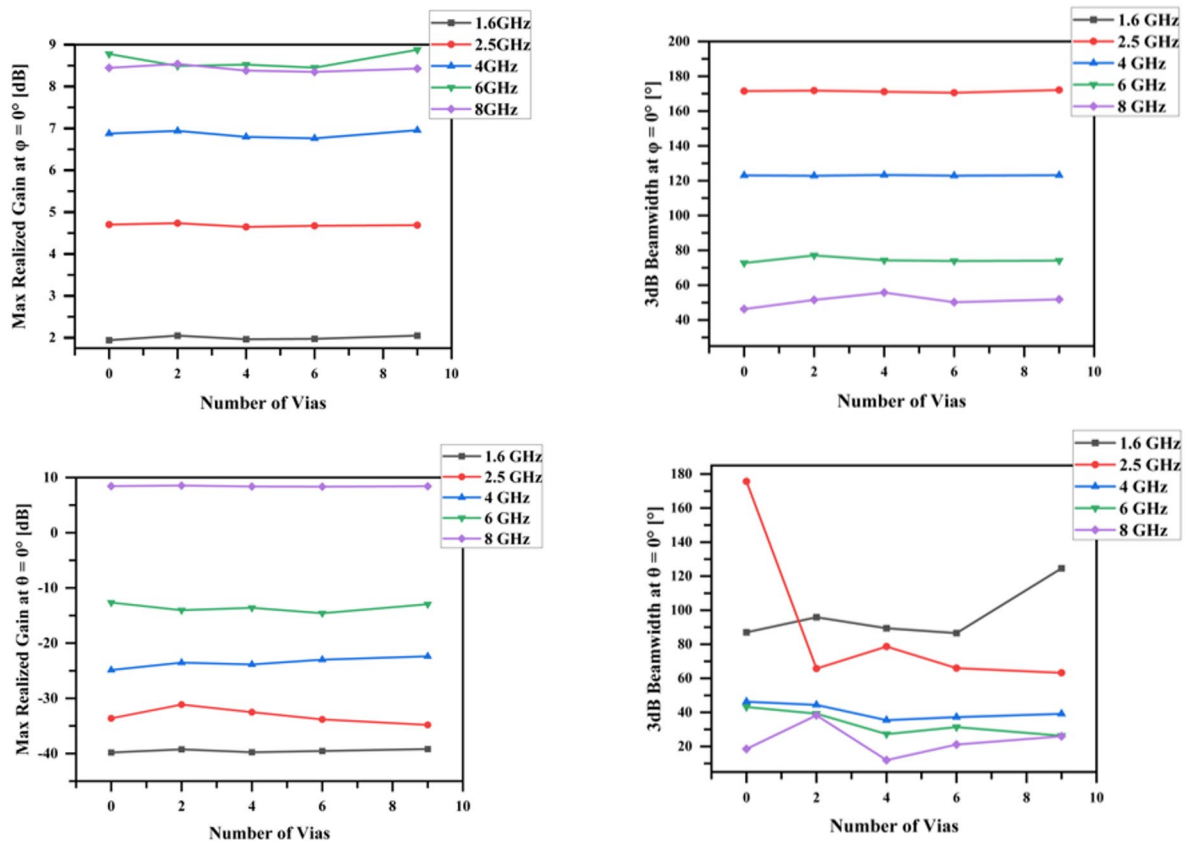 1.6GHz
2.5GHz
4GHz
6GHz
8GHz
9
8
7
6
5
4
3
2
0 2 4 6 8 10
Max Realized Gain at φ = 0° [dB]
Number of Vias
1.6 GHz
2.5 GHz
4 GHz
6 GHz
8 GHz
200
180
160
140
120
100
80
60
40
0 2 4 6 8 10
3dB Beamwidth at φ = 0° [°]
Number of Vias
1.6 GHz
2.5 GHz
4 GHz
6 GHz
8 GHz
10
0
-10
-20
-30
-40
0 2 4 6 8 10
Max Realized Gain at θ = 0° [dB]
Number of Vias
1.6 GHz
2.5 GHz
4 GHz
6 GHz
8 GHz
180
160
140
120
100
80
60
40
20
0 2 4 6 8 10
3dB Beamwidth at θ = 0° [°]
Number of Vias